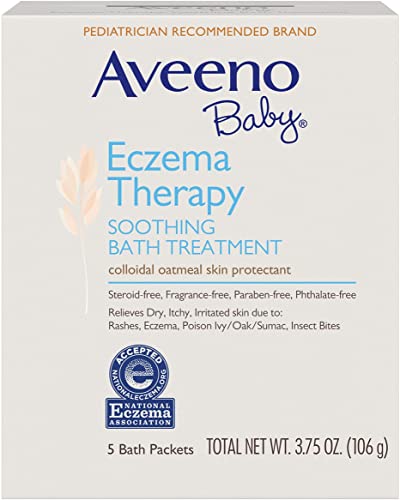 PEDIATRICIAN RECOMMENDED BRAND
Aveeno
Baby®
Eczema
Therapy
SOOTHING
BATH TREATMENT
colloidal oatmeal skin protectant
Steroid-free, Fragrance-free, Paraben-free, Phthalate-free
Relieves Dry, Itchy, Irritated skin due to:
Rashes, Eczema, Poison Ivy/Oak/Sumac, Insect Bites
ACCEPTED
e
NATIONALECZEMA.ORG
NATIONAL
Eczema
ASSOCIATION
5 Bath Packets TOTAL NET WT. 3.75 OZ. (106 g)